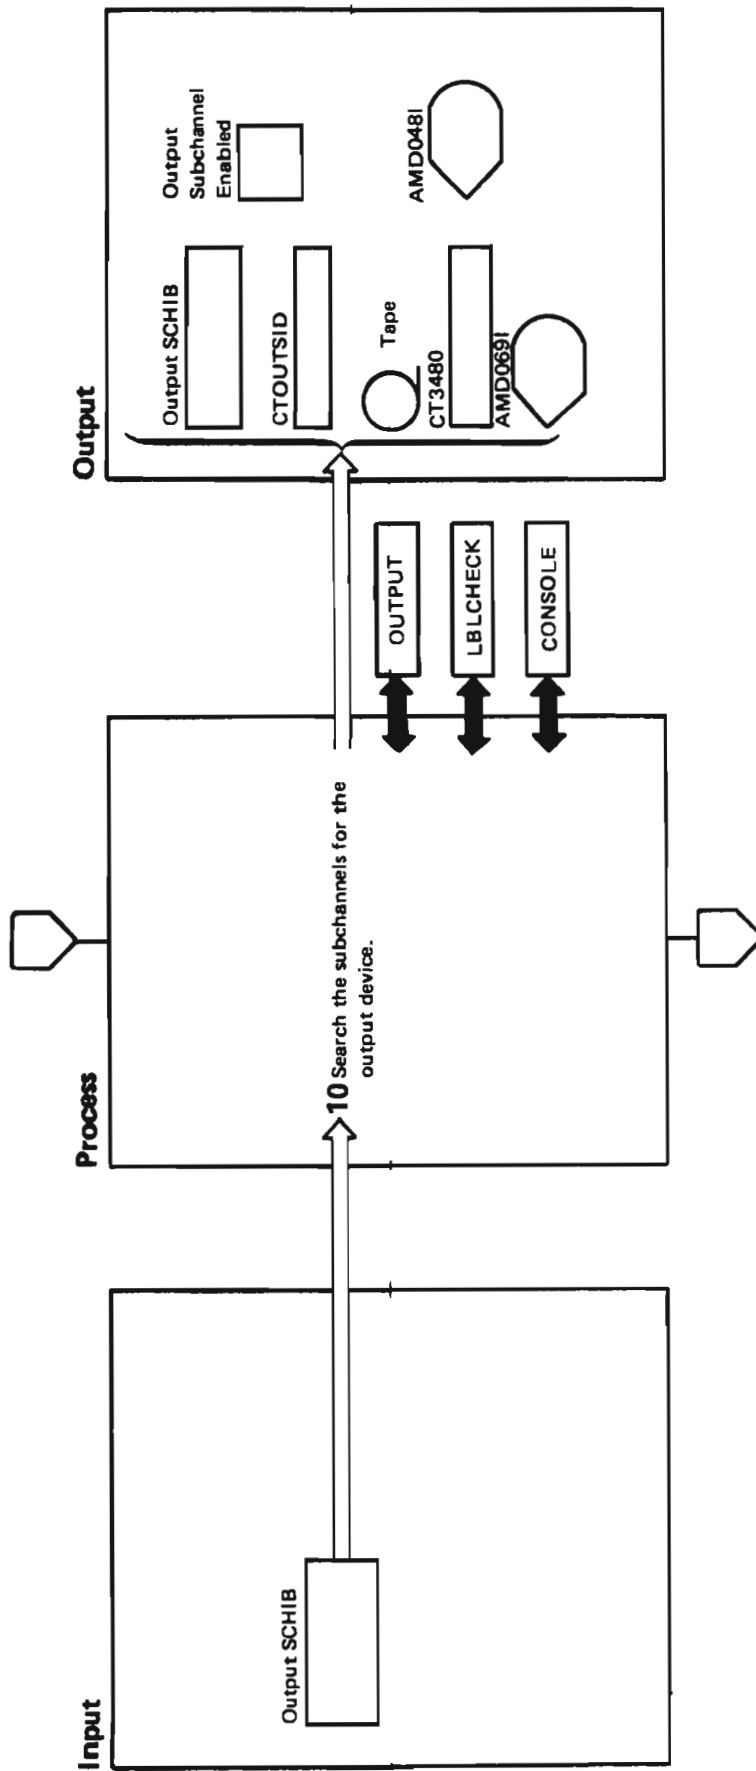 Input
Output SCHIB
Process
10 Search the subchannels for the
output device.
OUTPUT
LBLCHECK
CONSOLE
Output
Output SCHIB
Output
Subchannel
Enabled
CTOUTSID
Tape
CT3480
AMD048I
AMD069I